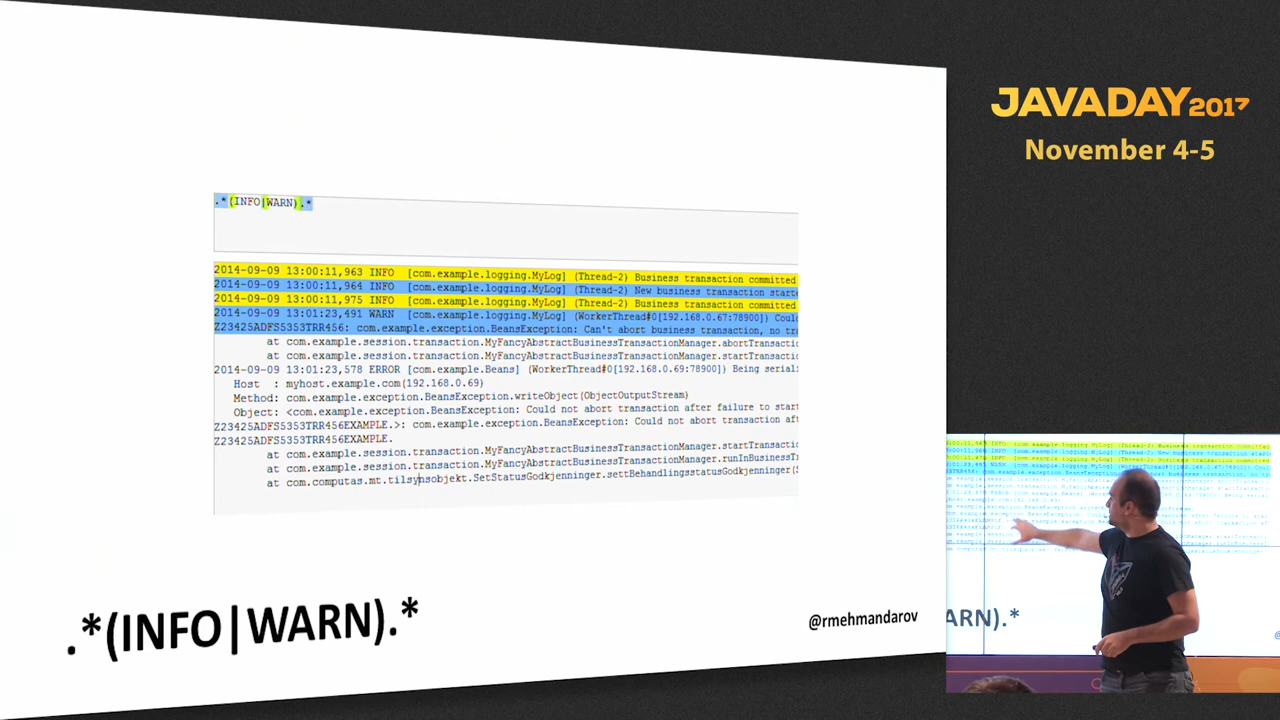 JAVADAY 2017
November 4-5
.*(INFO|WARN).*
2014-09-09 13:00:11,963 INFO [com.example.logging.MyLog] (Thread-2) Business transaction committed
2014-09-09 13:00:11,964 INFO [com.example.logging.MyLog] (Thread-2) New business transaction starte
2014-09-09 13:00:11,975 INFO [com.example.logging.MyLog] (Thread-2) Business transaction committed
2014-09-09 13:01:23,491 WARN [com.example.logging.MyLog] (WorkerThread#0[192.168.0.67:78900]) Could
Z23425ADFS5353TRR456: com.example.exception.BeansException: Can't abort business transaction, no tra
at com.example.session.transaction.MyFancyAbstractBusinessTransactionManager.abortTransactio
at com.example.session.transaction.MyFancyAbstractBusinessTransactionManager.startTransactio
2014-09-09 13:01:23,578 ERROR [com.example.Beans] (WorkerThread#0[192.168.0.69:78900]) Being seriali
Host : myhost.example.com(192.168.0.69)
Method: com.example.exception.BeansException.writeObject(ObjectOutputStream)
Object: <com.example.exception.BeansException: Could not abort transaction after failure to start
Z23425ADFS5353TRR456EXAMPLE.>: com.example.exception.BeansException: Could not abort transaction aft
Z23425ADFS5353TRR456EXAMPLE.
at com.example.session.transaction.MyFancyAbstractBusinessTransactionManager.startTransactio
at com.example.session.transaction.MyFancyAbstractBusinessTransactionManager.runInBusinessTr
at com.computas.mt.tilsynsobjekt.SetStatusGodkjenninger.settBehandlingsstatusGodkjenninger(S
.*(INFO|WARN).*
@rmehmandarov
ARN).*